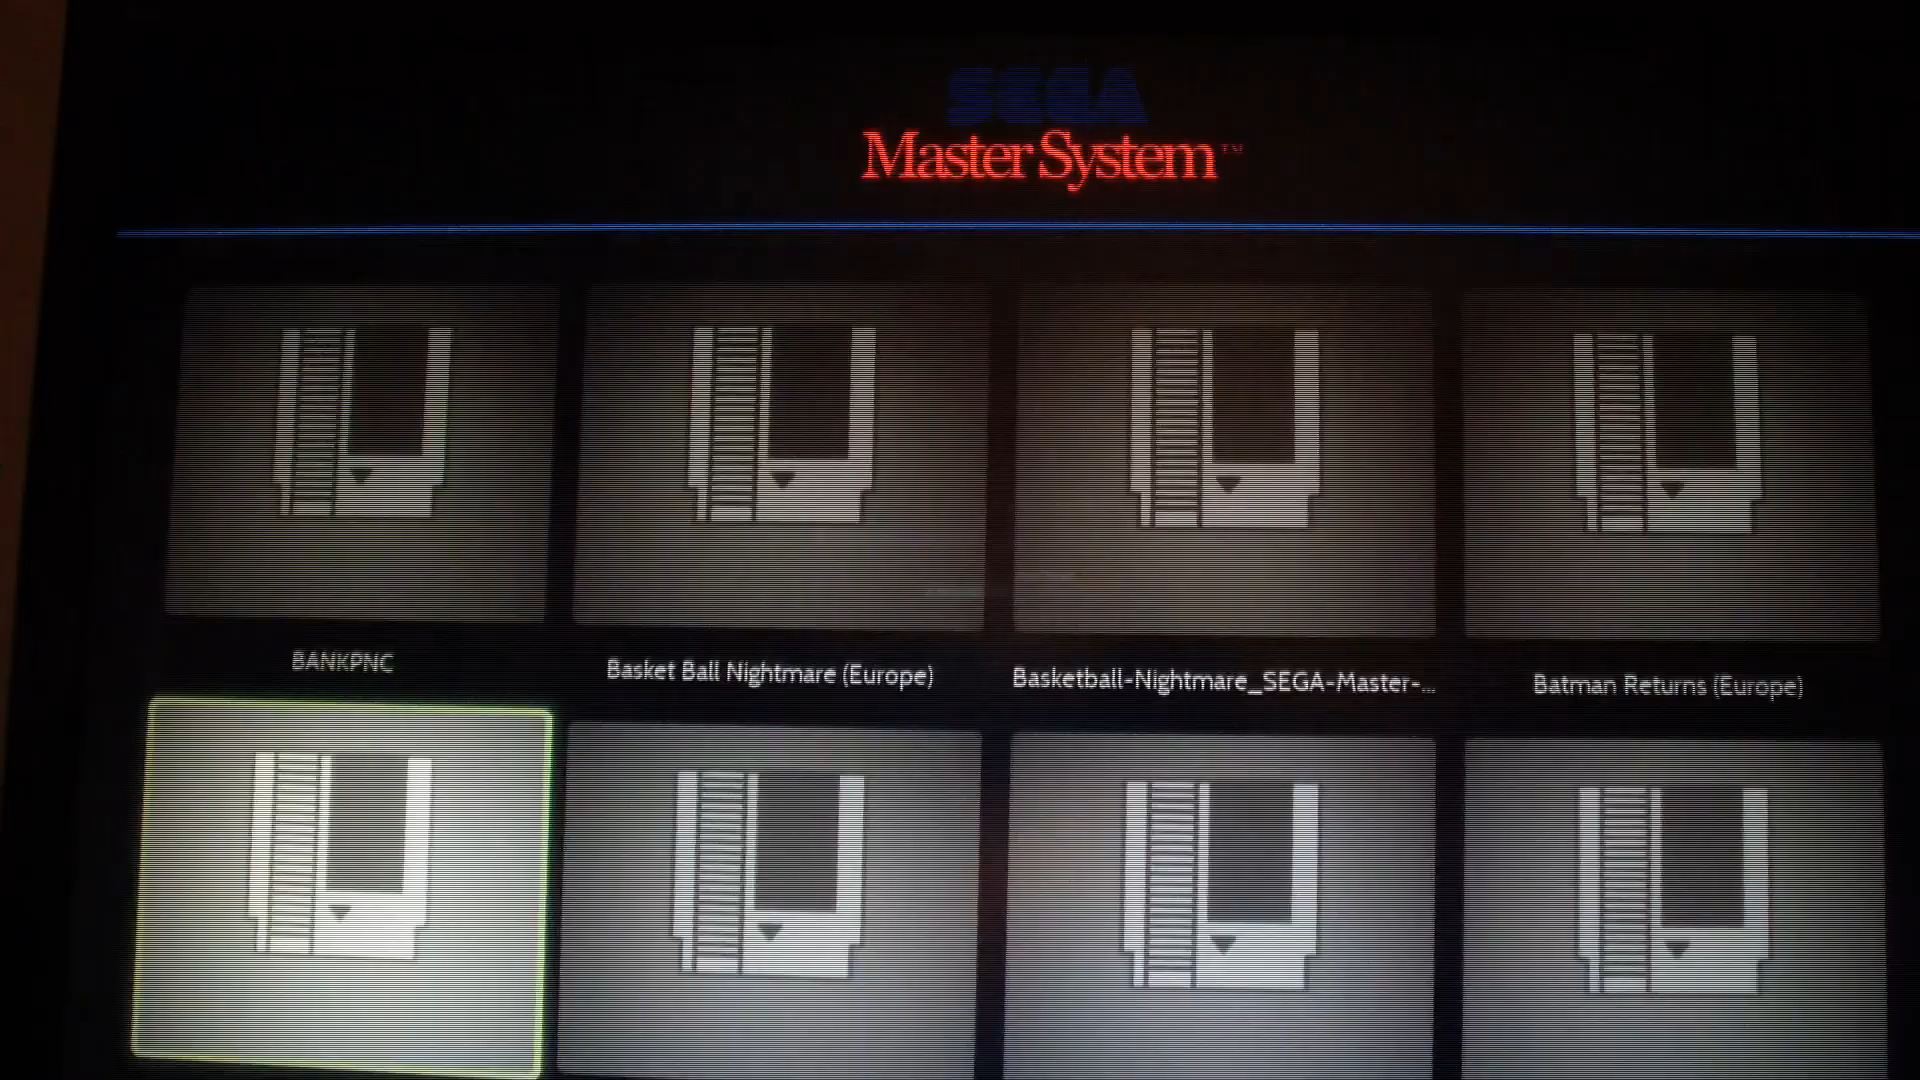 SEGA
Master System™
BANKPNC
Basket Ball Nightmare (Europe)
Basketball-Nightmare_SEGA-Master-...
Batman Returns (Europe)